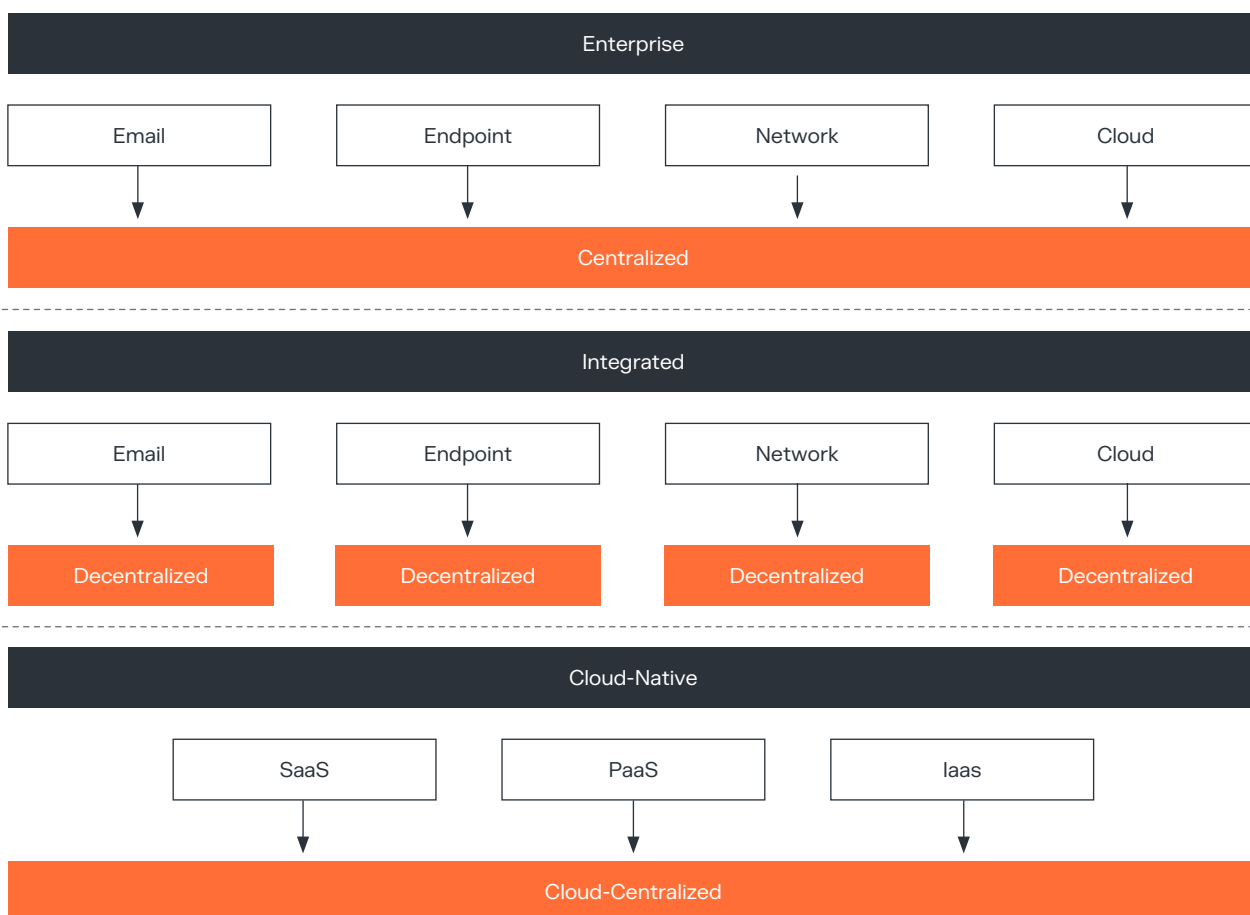 Enterprise
Email Endpoint Network Cloud
Centralized
Integrated
Email Endpoint Network Cloud
Decentralized Decentralized Decentralized Decentralized
Cloud-Native
SaaS PaaS Iaas
Cloud-Centralized